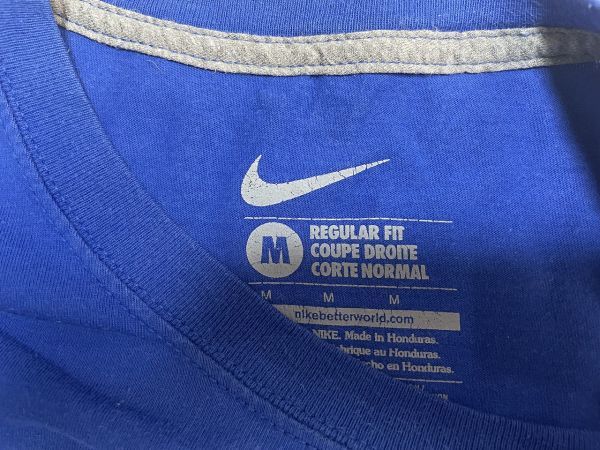 M REGULAR FIT
COUPE DROITE
CORTE NORMAL
M M M
nikebetterworld.com
NIKE. Made in Honduras.
au Honduras.
en Honduras.